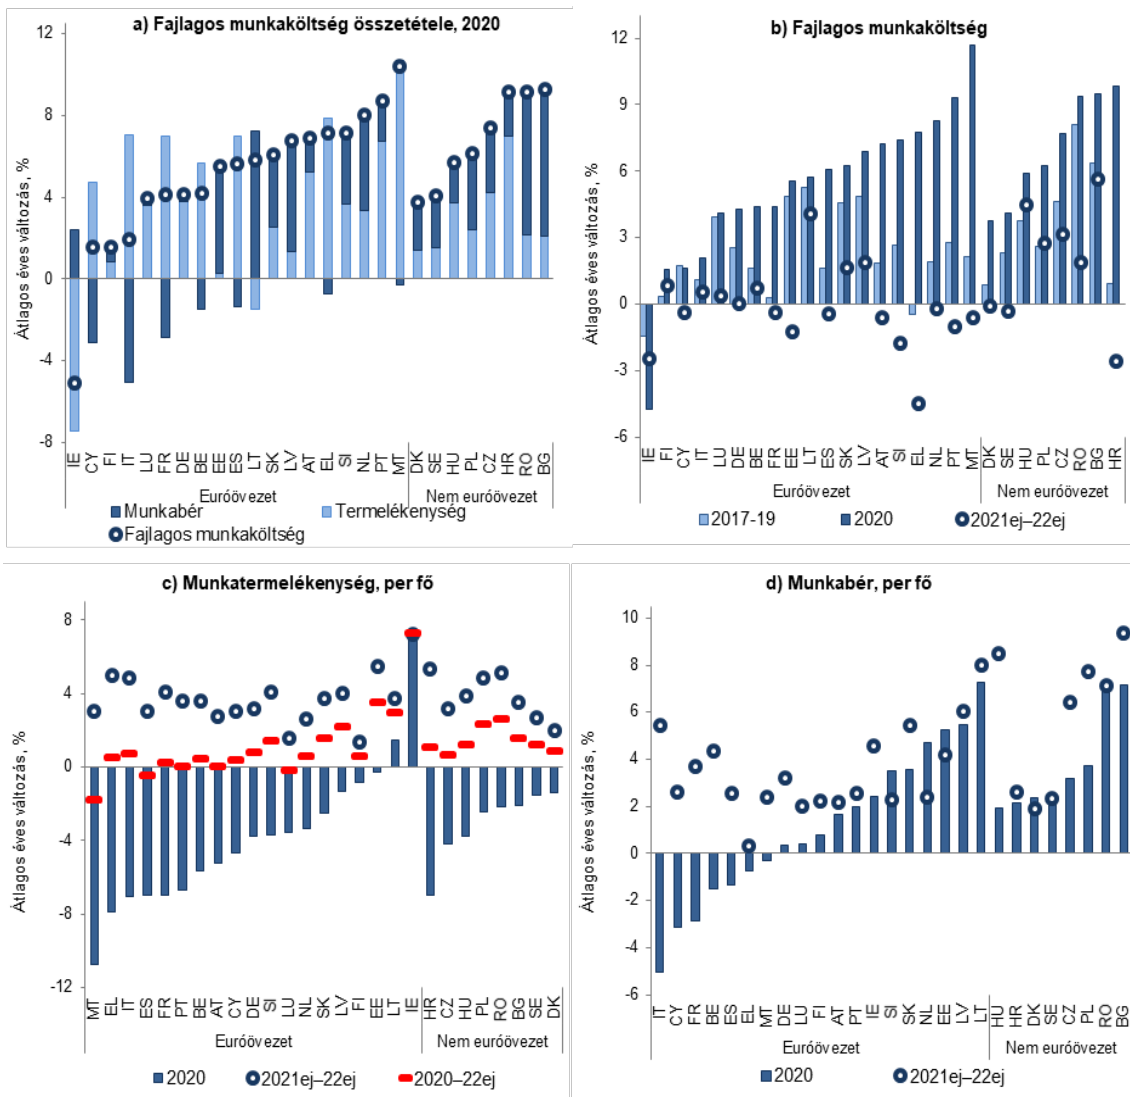 a) Fajlagos munkaköltség összetétele, 2020
Átlagos éves változás, %
12
8
4
0
-4
-8
IE CY FI IT LU FR DE BE EE ES LT SK LV AT EL SI NL PT MT DK SE HU PL CZ HR RO BG
Euróövezet Nem euróövezet
Munkabér Termelékenység
Fajlagos munkaköltség
b) Fajlagos munkaköltség
Átlagos éves változás, %
12
9
6
3
0
-3
-6
IE FI CY IT LU DE BE FR EE LT ES SK LV AT SI EL NL PT MT DK SE HU PL CZ RO BG HR
Euróövezet Nem euróövezet
2017-19 2020 2021ej–22ej
c) Munkatermelékenység, per fő
Átlagos éves változás, %
8
4
0
-4
-8
-12
MT EL IT ES FR PT BE AT CY DE SI LU NL SK LV FI EE LT IE HR CZ HU PL RO BG SE DK
Euróövezet Nem euróövezet
2020 2021ej–22ej 2020–22ej
d) Munkabér, per fő
Átlagos éves változás, %
10
8
6
4
2
0
-2
-4
-6
IT CY FR BE ES EL MT DE LU FI AT PT IE SI SK NL EE LV LT HU HR DK SE CZ PL RO BG
Euróövezet Nem euróövezet
2020 2021ej–22ej